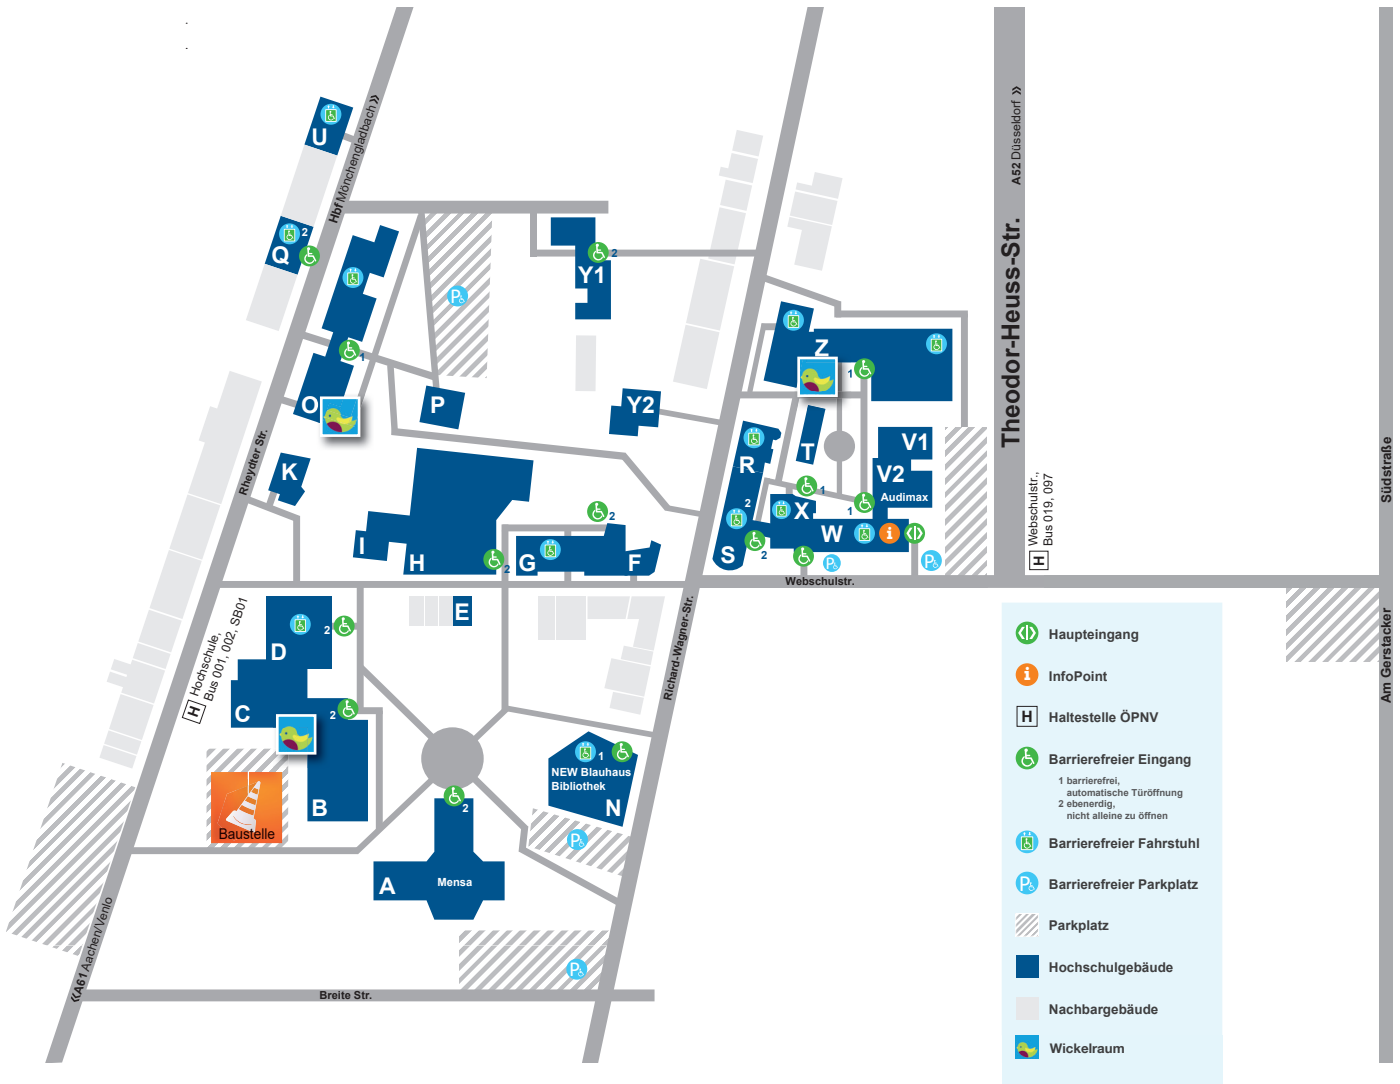 U
Hbf Mönchengladbach »
2
Q
Y1
2
A52 Düsseldorf »
Theodor-Heuss-Str.
P
1
O
P
Y2
Z
1
Rheydter Str.
K
R
2
T
V1
V2
Audimax
1
1
X
W
i
S
2
P
P
Webschulstr.
H Webschulstr.,
Bus 019, 097
Südstraße
I
H
2
G
2
F
E
H Hochschule,
Bus 001, 002, SB01
D
2
C
2
B
Baustelle
Richard-Wagner-Str.
Am Gerstacker
1
NEW Blauhaus
Bibliothek
N
P
2
A
Mensa
P
«A61 Aachen/Venlo
Breite Str.
Haupteingang
i InfoPoint
H Haltestelle ÖPNV
Barrierefreier Eingang
1 barrierefrei,
automatische Türöffnung
2 ebenerdig,
nicht alleine zu öffnen
Barrierefreier Fahrstuhl
P Barrierefreier Parkplatz
Parkplatz
Hochschulgebäude
Nachbargebäude
Wickelraum